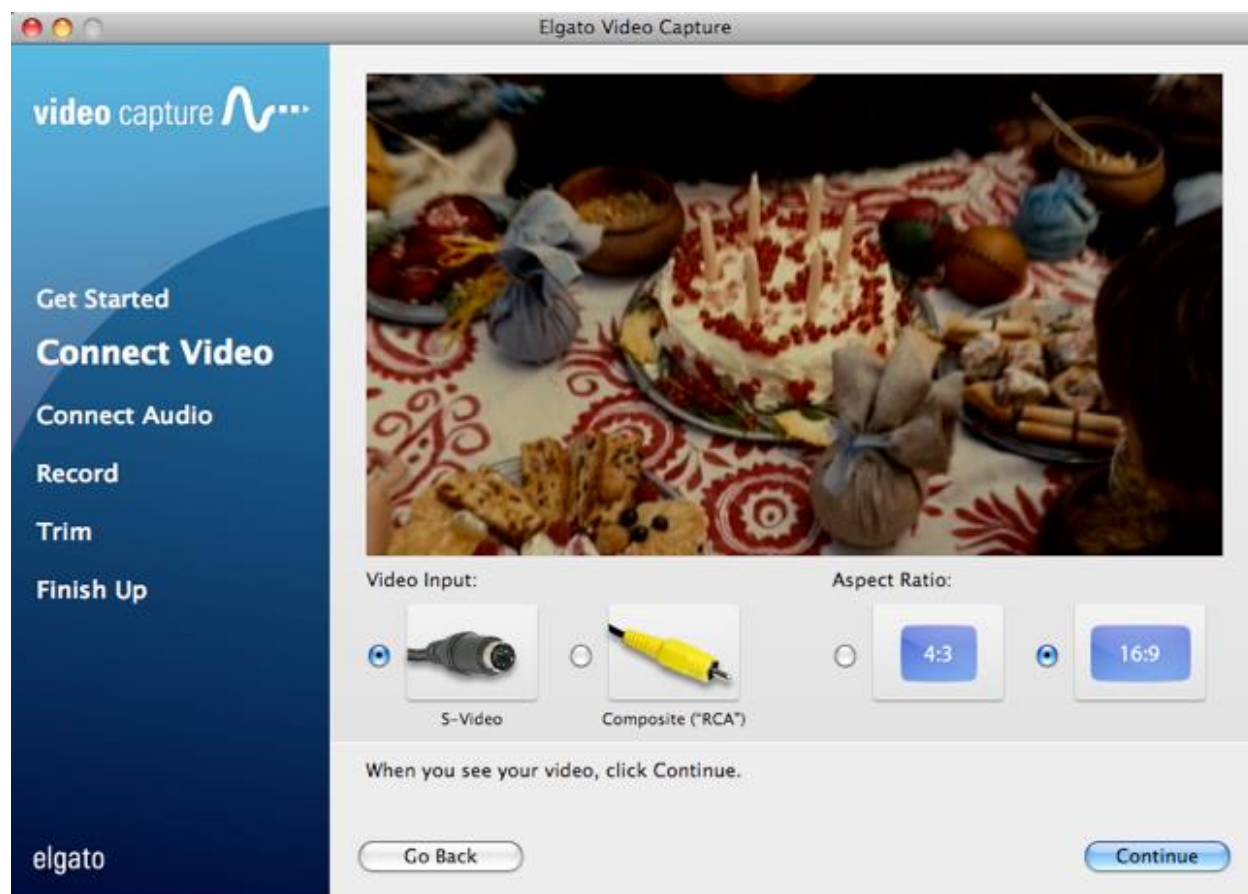 Elgato Video Capture
video capture
Get Started
Connect Video
Connect Audio
Record
Trim
Finish Up
elgato
Video Input:
S-Video
Composite ("RCA")
Aspect Ratio:
4:3
16:9
When you see your video, click Continue.
Go Back
Continue